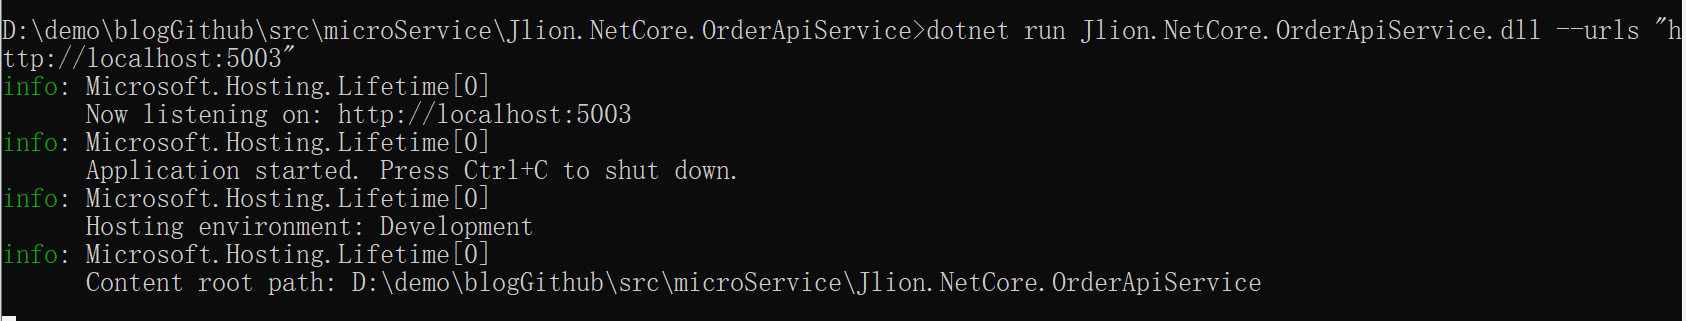 D:\demo\blogGithub\src\microService\Jlion.NetCore.OrderApiService>dotnet run Jlion.NetCore.OrderApiService.dll --urls "h
ttp://localhost:5003"
info: Microsoft.Hosting.Lifetime[0]
      Now listening on: http://localhost:5003
info: Microsoft.Hosting.Lifetime[0]
      Application started. Press Ctrl+C to shut down.
info: Microsoft.Hosting.Lifetime[0]
      Hosting environment: Development
info: Microsoft.Hosting.Lifetime[0]
      Content root path: D:\demo\blogGithub\src\microService\Jlion.NetCore.OrderApiService